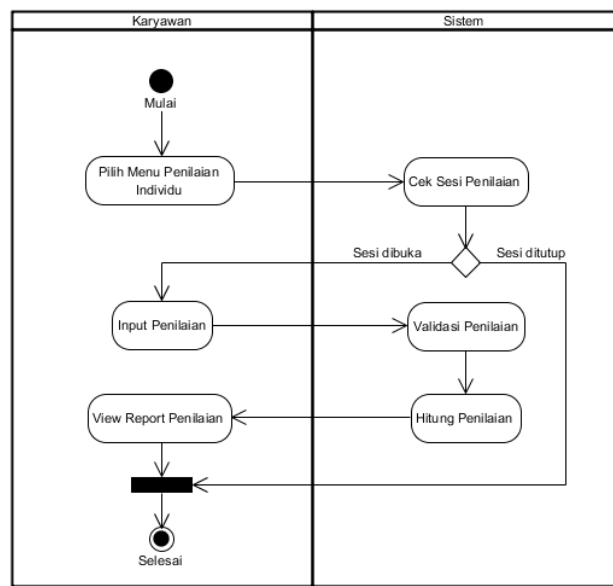 Karyawan
Sistem
Mulai
Pilih Menu Penilaian
Individu
Cek Sesi Penilaian
Sesi dibuka
Sesi ditutup
Input Penilaian
Validasi Penilaian
View Report Penilaian
Hitung Penilaian
Selesai